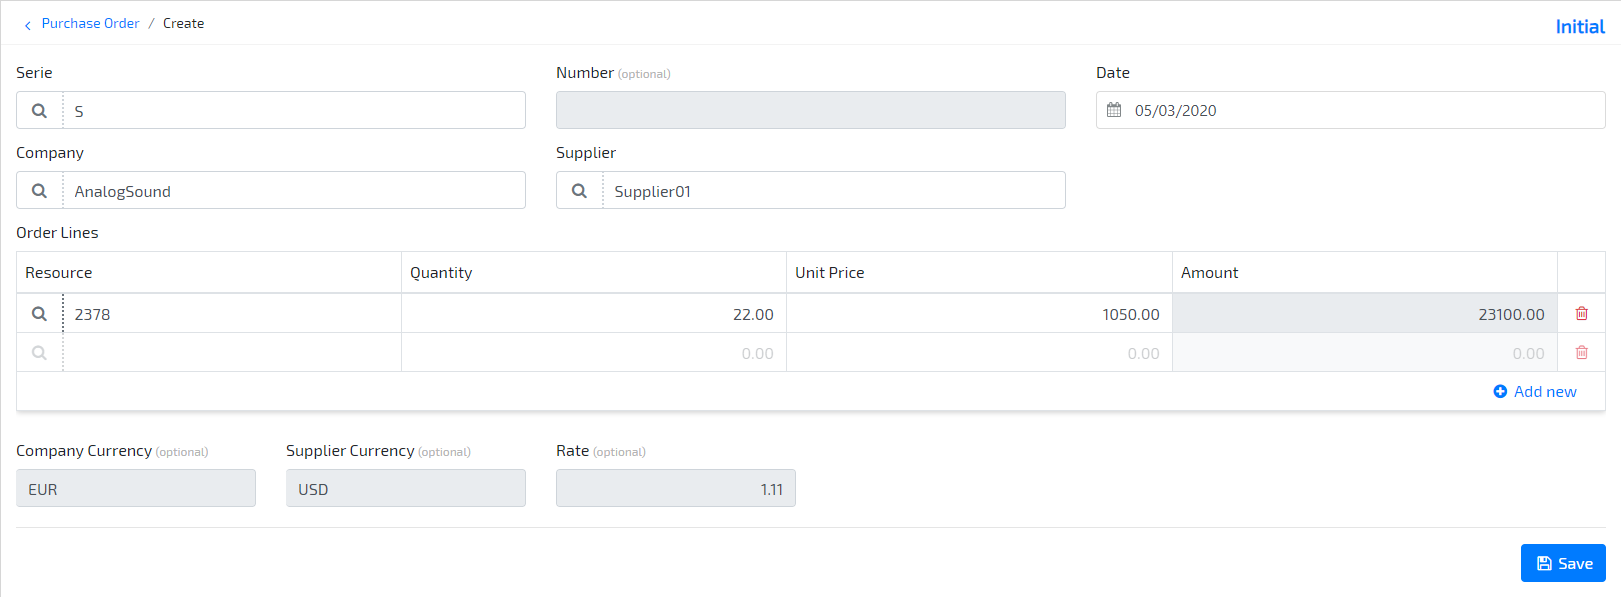 Purchase Order / Create
Initial
Serie
Number (optional)
Date
S
05/03/2020
Company
Supplier
AnalogSound
Supplier01
Order Lines
Resource Quantity Unit Price Amount
2378 22.00 1050.00 23100.00
0.00 0.00 0.00
Add new
Company Currency (optional)
Supplier Currency (optional)
Rate (optional)
EUR
USD
1.11
Save